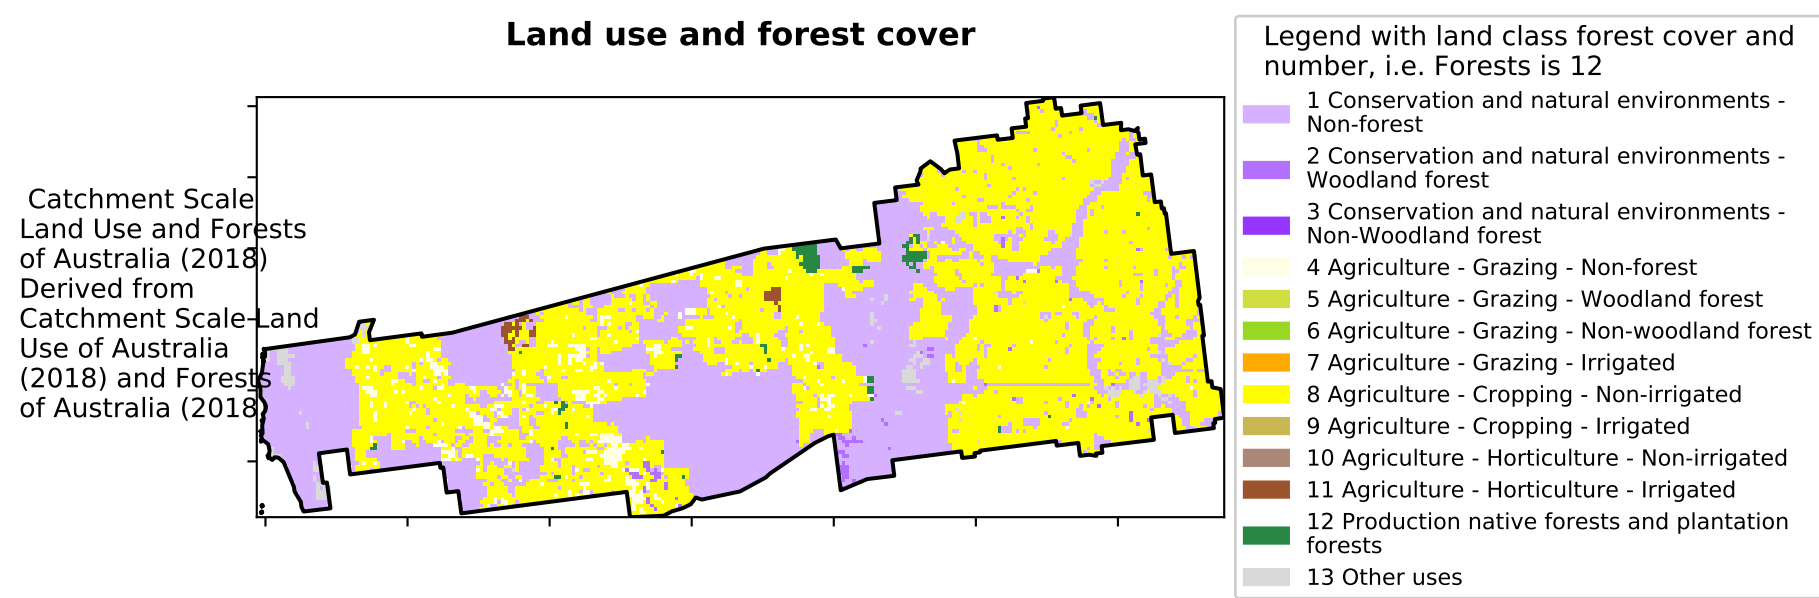 Land use and forest cover
Catchment Scale
Land Use and Forests
of Australia (2018)
Derived from
Catchment Scale Land
Use of Australia
(2018) and Forests
of Australia (2018
Legend with land class forest cover and
number, i.e. Forests is 12
1 Conservation and natural environments -
Non-forest
2 Conservation and natural environments -
Woodland forest
3 Conservation and natural environments -
Non-Woodland forest
4 Agriculture - Grazing - Non-forest
5 Agriculture - Grazing - Woodland forest
6 Agriculture - Grazing - Non-woodland forest
7 Agriculture - Grazing - Irrigated
8 Agriculture - Cropping - Non-irrigated
9 Agriculture - Cropping - Irrigated
10 Agriculture - Horticulture - Non-irrigated
11 Agriculture - Horticulture - Irrigated
12 Production native forests and plantation
forests
13 Other uses